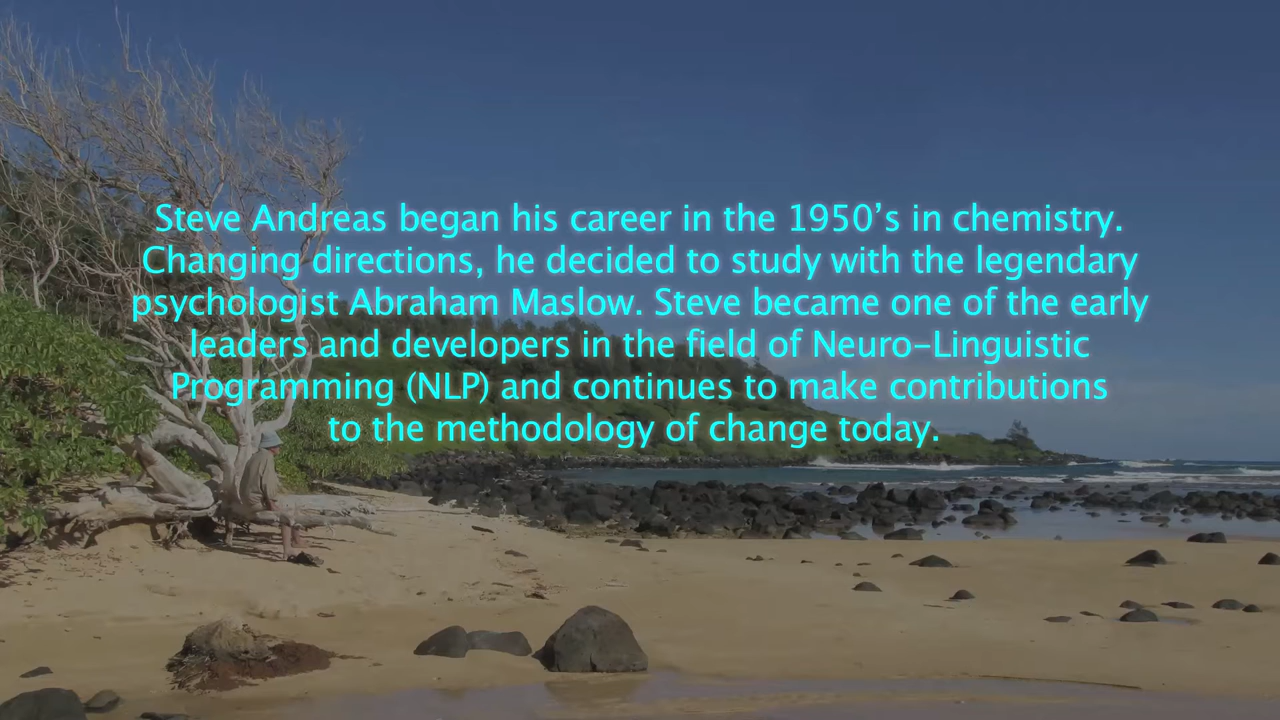 Steve Andreas began his career in the 1950’s in chemistry.
Changing directions, he decided to study with the legendary
psychologist Abraham Maslow. Steve became one of the early
leaders and developers in the field of Neuro-Linguistic
Programming (NLP) and continues to make contributions
to the methodology of change today.